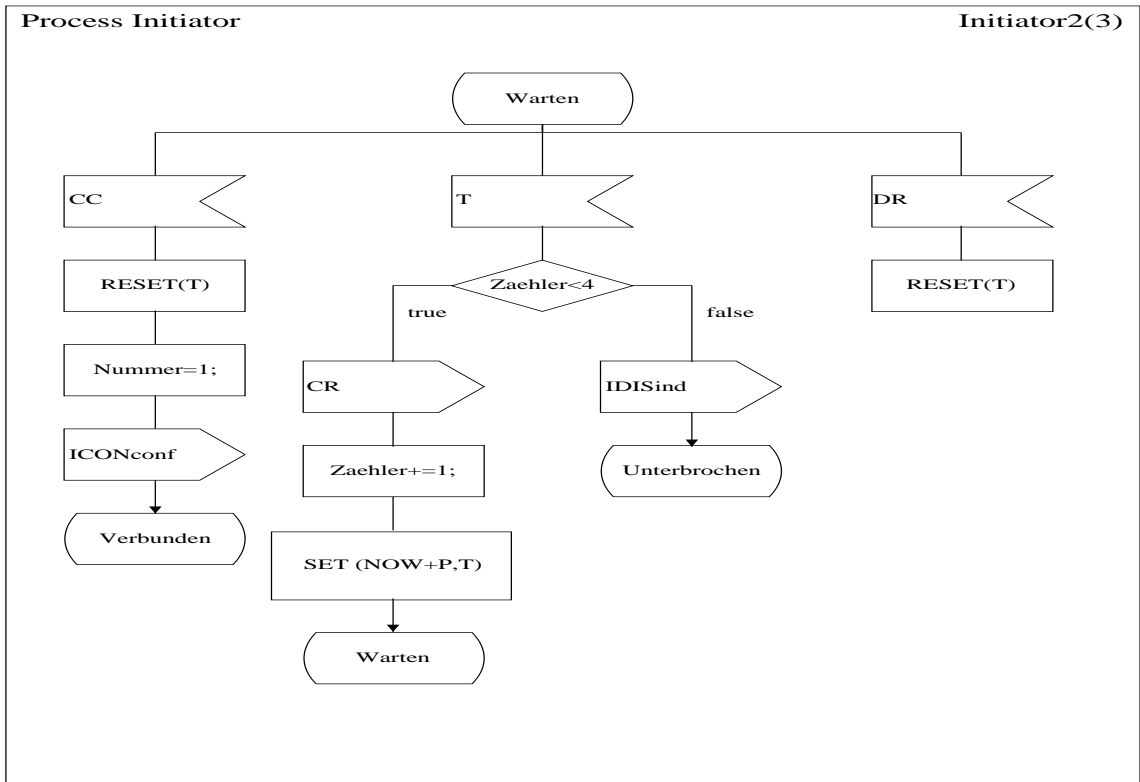 Process Initiator
Initiator2(3)
Warten
CC
T
DR
RESET(T)
Zaehler<4
RESET(T)
true
false
Nummer=1;
CR
IDISind
ICONconf
Zaehler+=1;
Unterbrochen
Verbunden
SET (NOW+P,T)
Warten